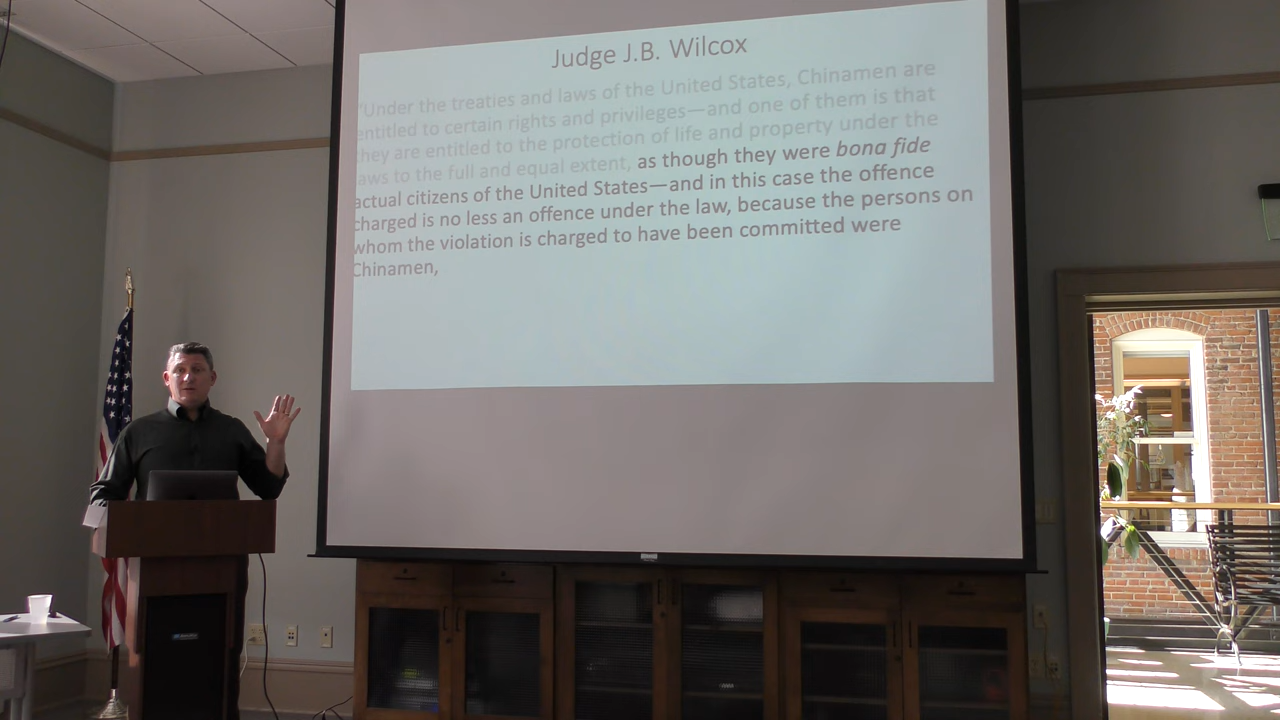 Judge J.B. Wilcox
"Under the treaties and laws of the United States, Chinamen are
entitled to certain rights and privileges—and one of them is that
they are entitled to the protection of life and property under the
laws to the full and equal extent, as though they were bona fide
actual citizens of the United States—and in this case the offence
charged is no less an offence under the law, because the persons on
whom the violation is charged to have been committed were
Chinamen,